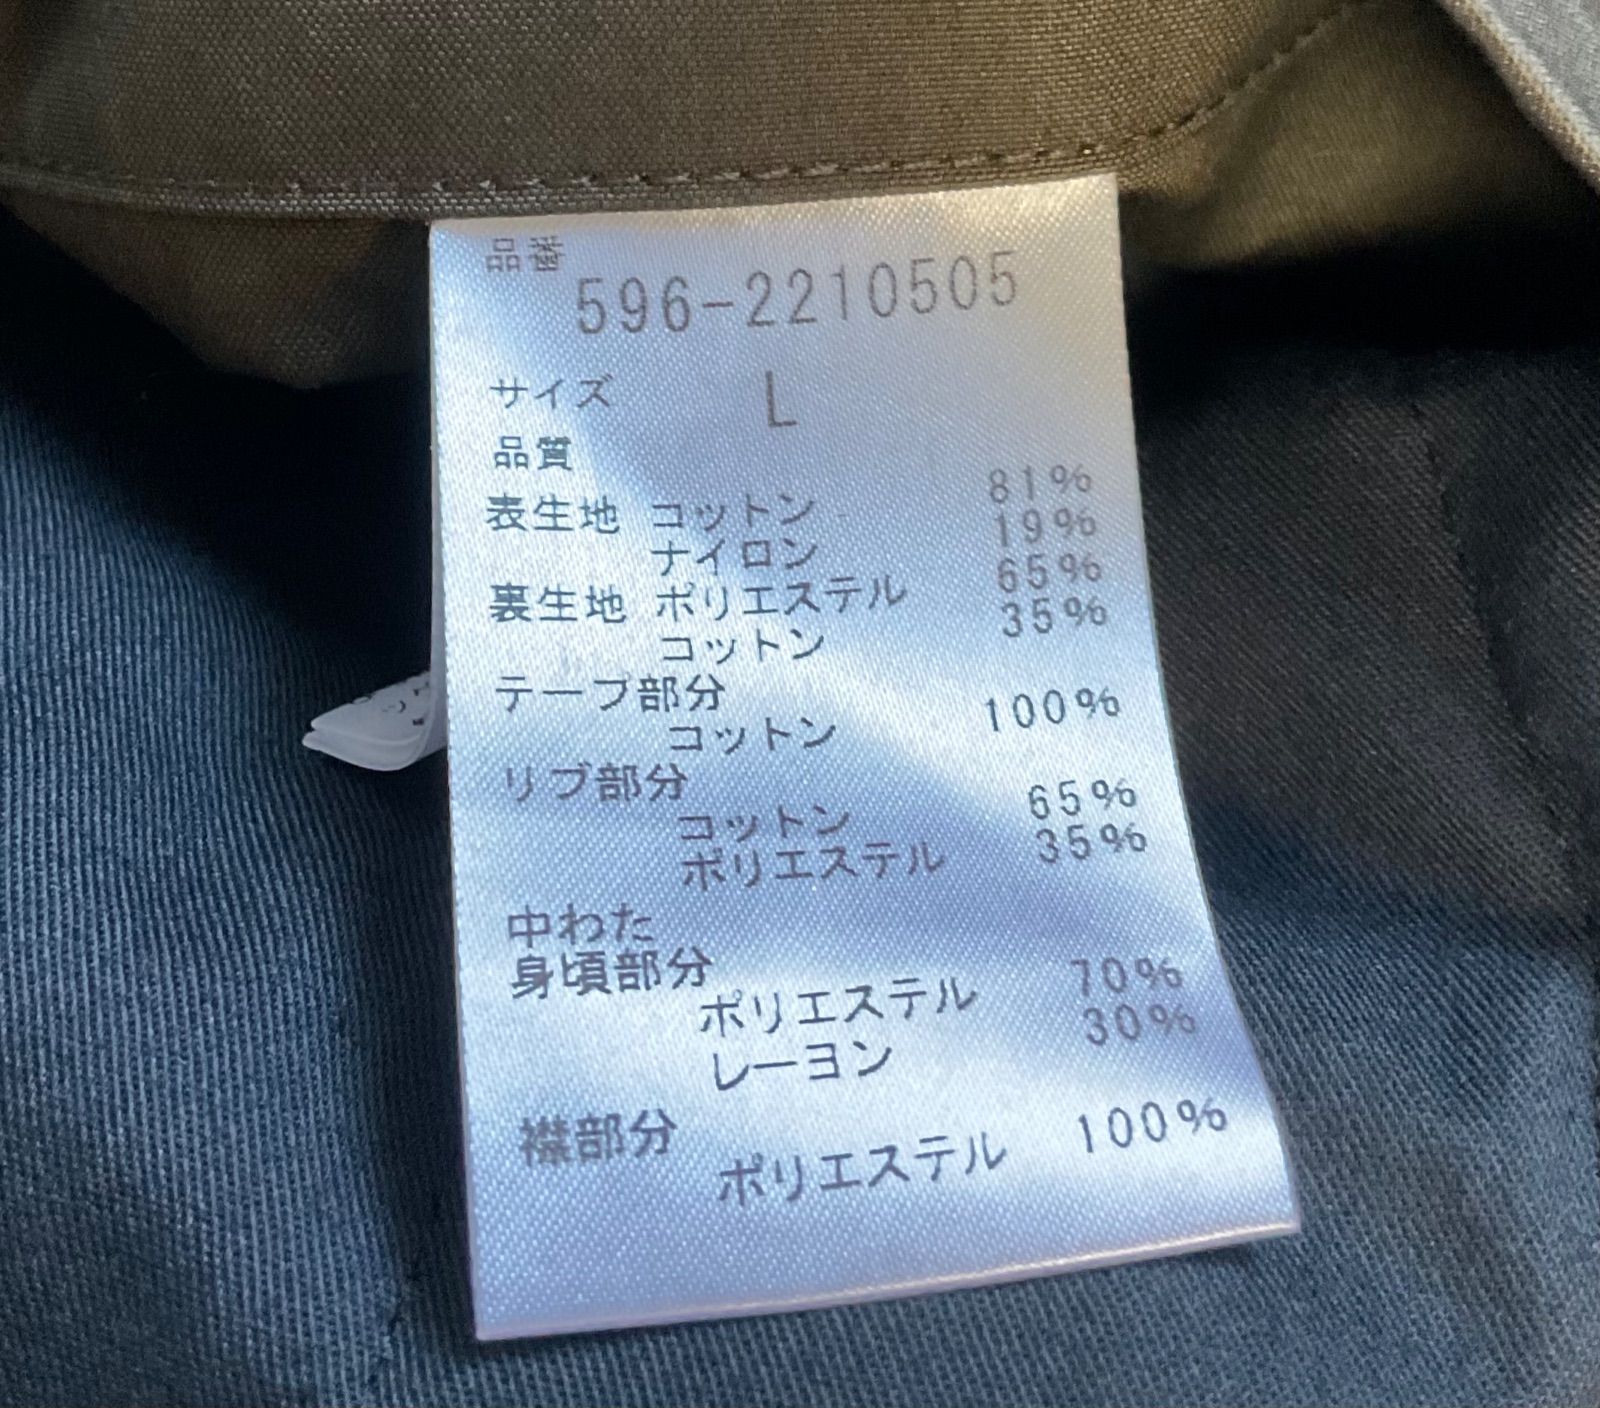 品番
596-2210505
サイズ L
品質
表生地 コットン 81%
ナイロン 19%
裏生地 ポリエステル 65%
コットン 35%
テープ部分
コットン 100%
リブ部分
コットン 65%
ポリエステル 35%
中わた
身頃部分
ポリエステル 70%
レーヨン 30%
襟部分
ポリエステル 100%